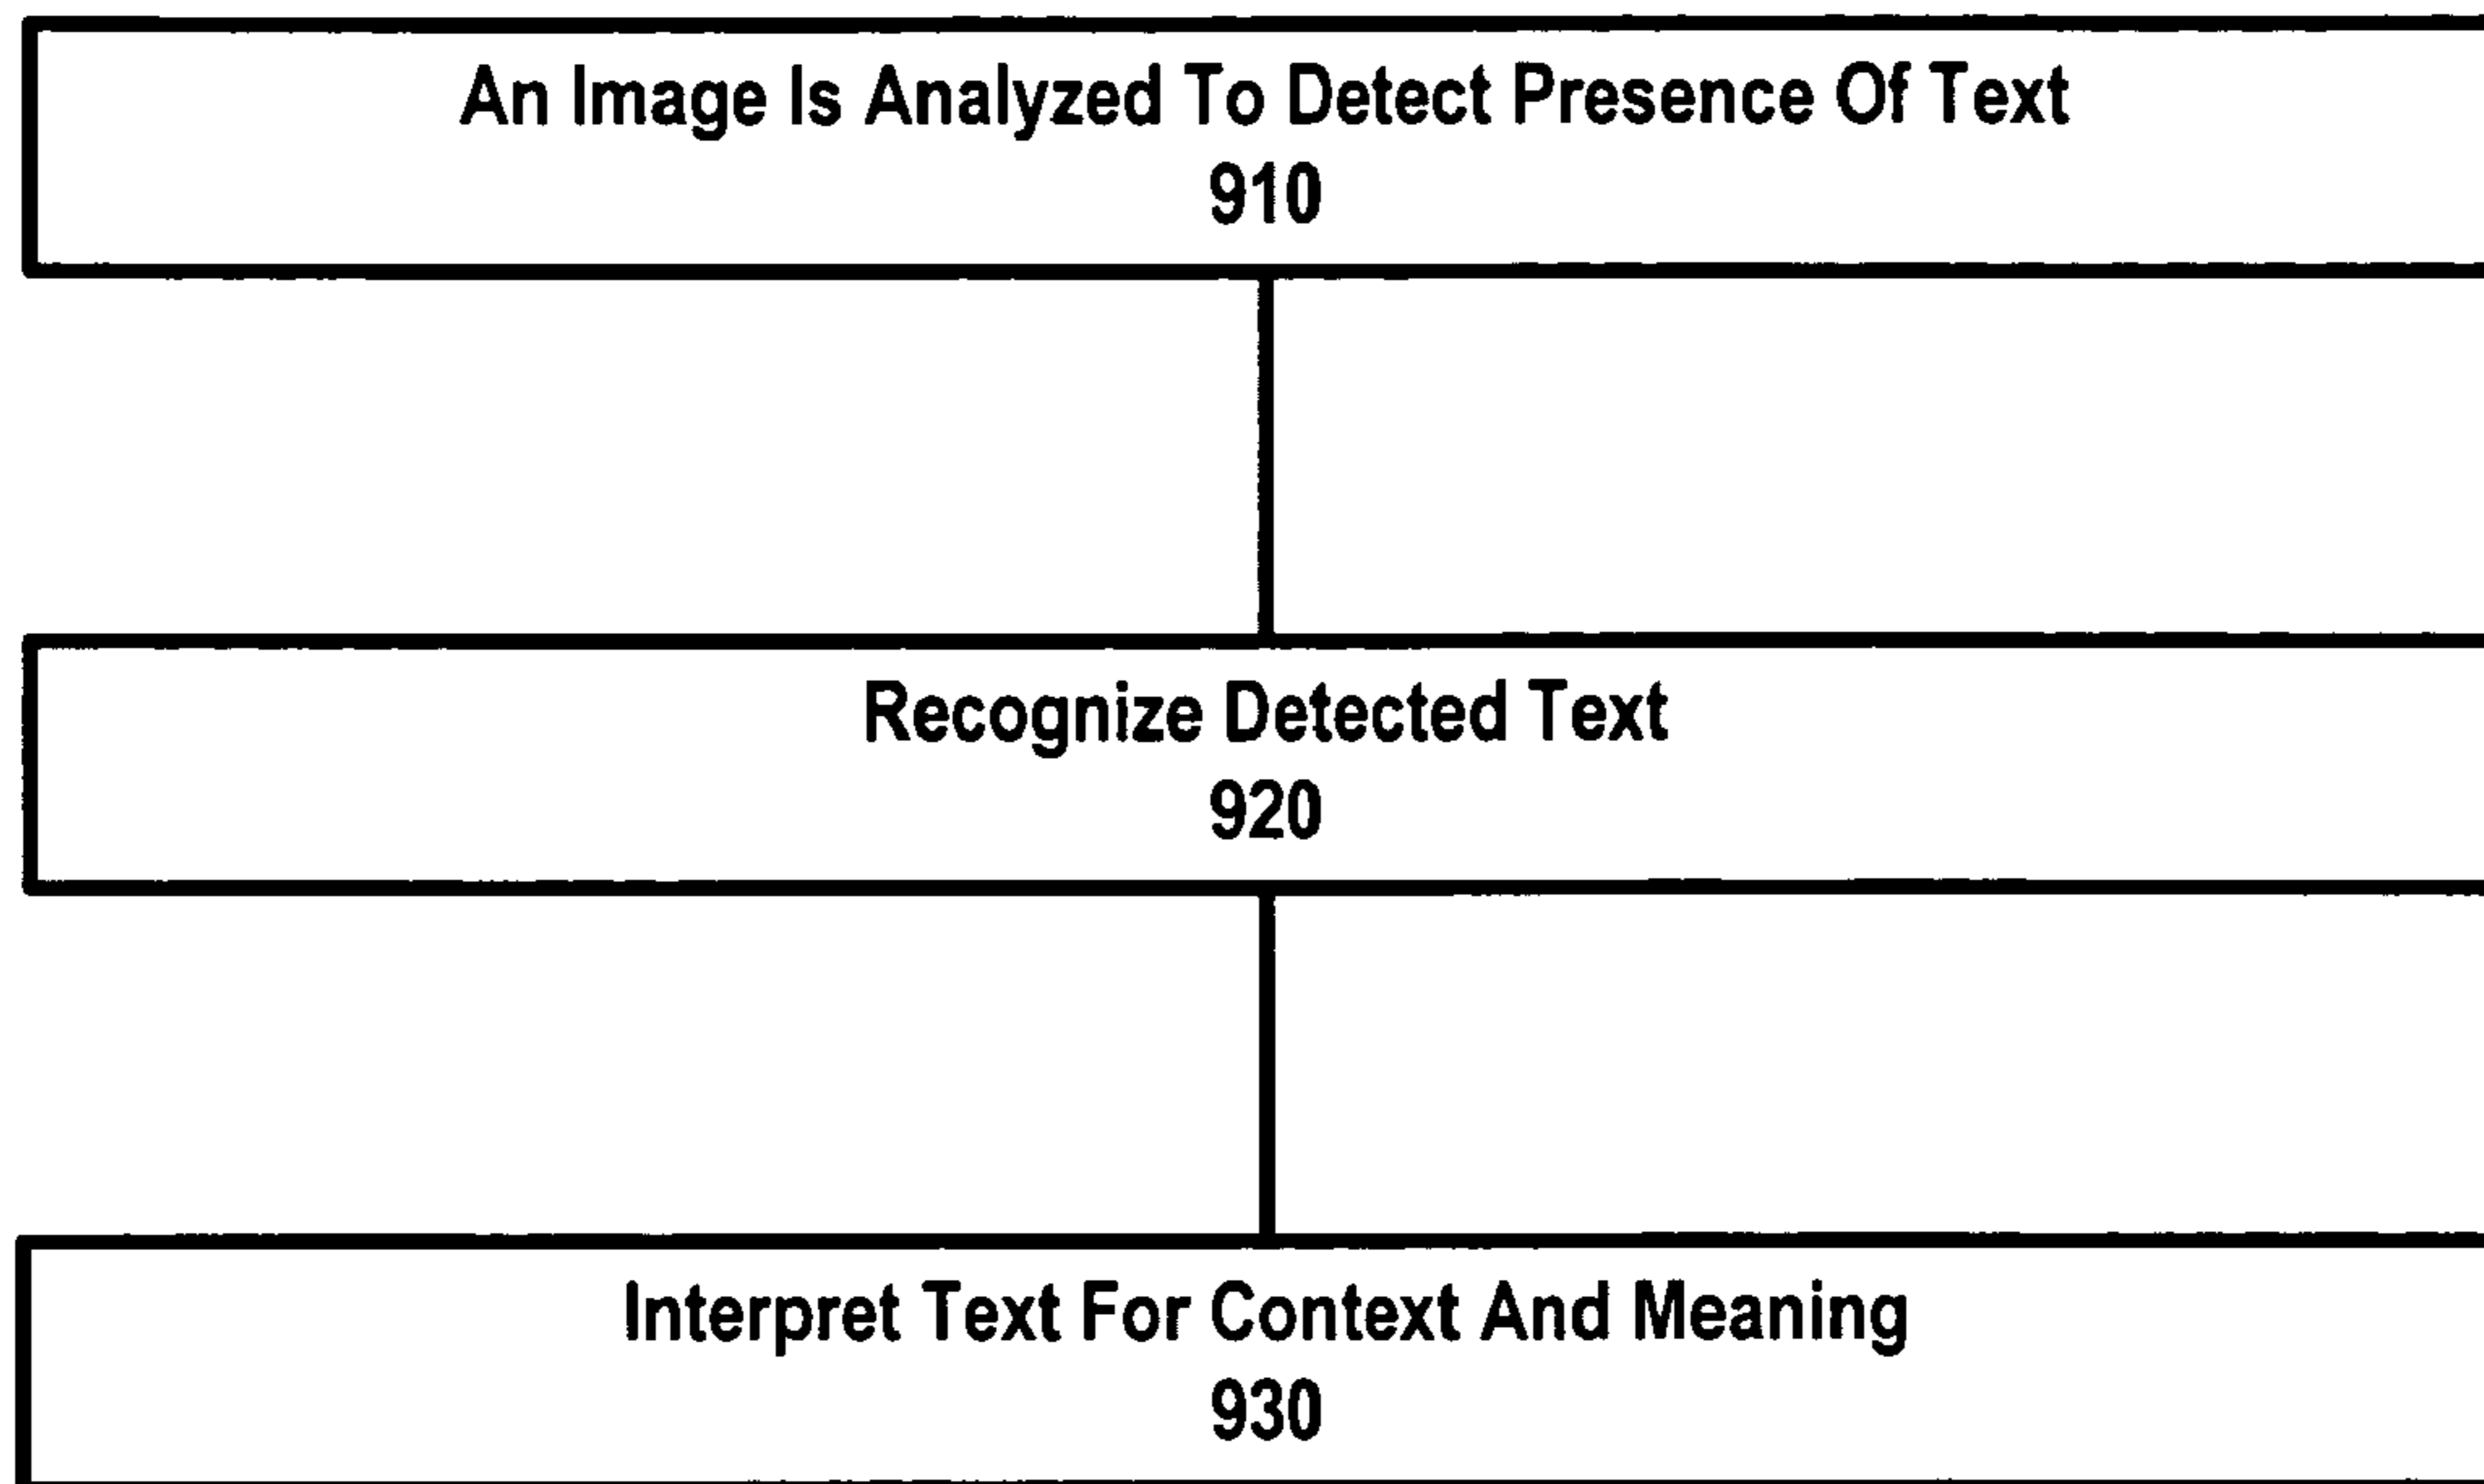 An Image Is Analyzed To Detect Presence Of Text
910
Recognize Detected Text
920
Interpret Text For Context And Meaning
930